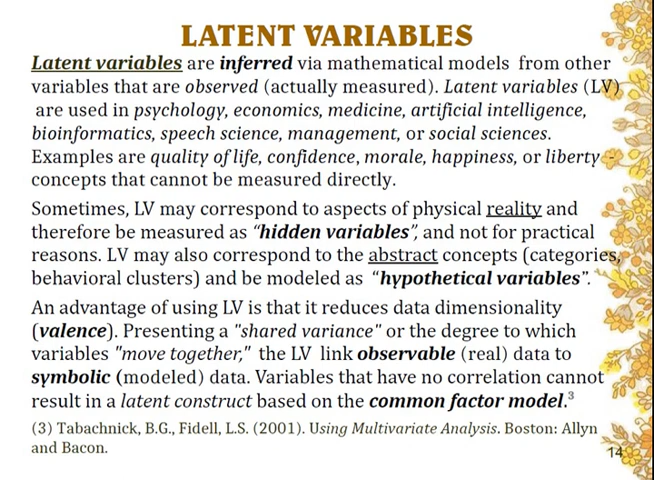 LATENT VARIABLES
Latent variables are inferred via mathematical models from other
variables that are observed (actually measured). Latent variables (LV)
are used in psychology, economics, medicine, artificial intelligence,
bioinformatics, speech science, management, or social sciences.
Examples are quality of life, confidence, morale, happiness, or liberty -
concepts that cannot be measured directly.
Sometimes, LV may correspond to aspects of physical reality and
therefore be measured as “hidden variables”, and not for practical
reasons. LV may also correspond to the abstract concepts (categories,
behavioral clusters) and be modeled as “hypothetical variables”.
An advantage of using LV is that it reduces data dimensionality
(valence). Presenting a "shared variance" or the degree to which
variables "move together," the LV link observable (real) data to
symbolic (modeled) data. Variables that have no correlation cannot
result in a latent construct based on the common factor model.3
(3) Tabachnick, B.G., Fidell, L.S. (2001). Using Multivariate Analysis. Boston: Allyn
and Bacon.
14